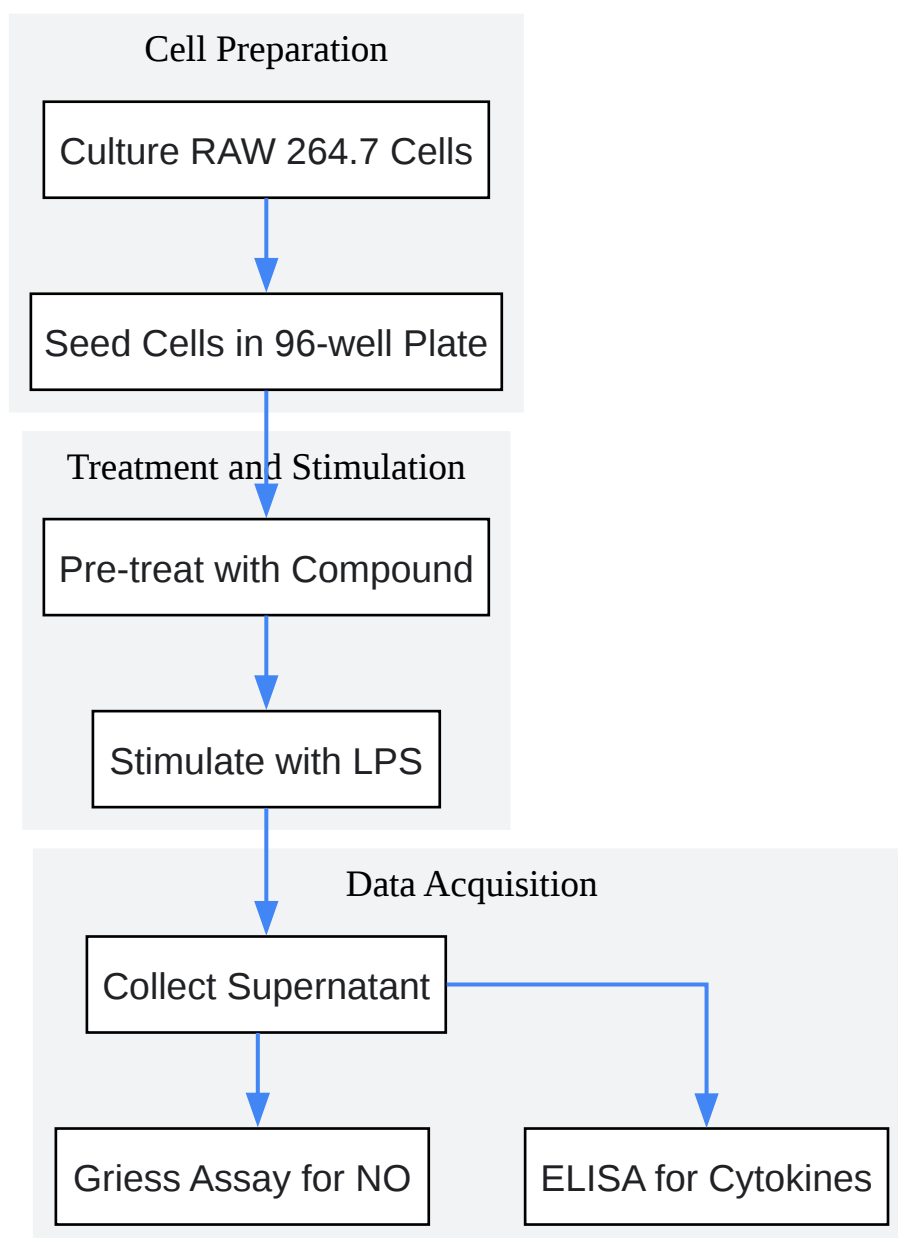 Cell Preparation
Culture RAW 264.7 Cells
Seed Cells in 96-well Plate
Treatment and Stimulation
Pre-treat with Compound
Stimulate with LPS
Data Acquisition
Collect Supernatant
Griess Assay for NO
ELISA for Cytokines